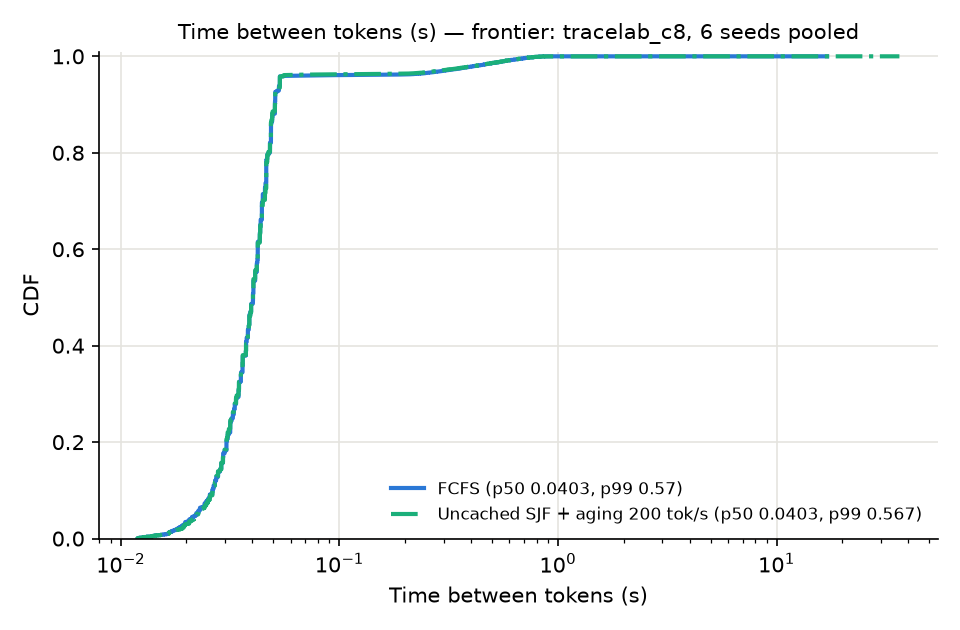 Time between tokens (s) — frontier: tracelab_c8, 6 seeds pooled
1.0
0.8
0.6
0.4
0.2
0.0
CDF
FCFS (p50 0.0403, p99 0.57)
Uncached SJF + aging 200 tok/s (p50 0.0403, p99 0.567)
10⁻² 10⁻¹ 10⁰ 10¹
Time between tokens (s)